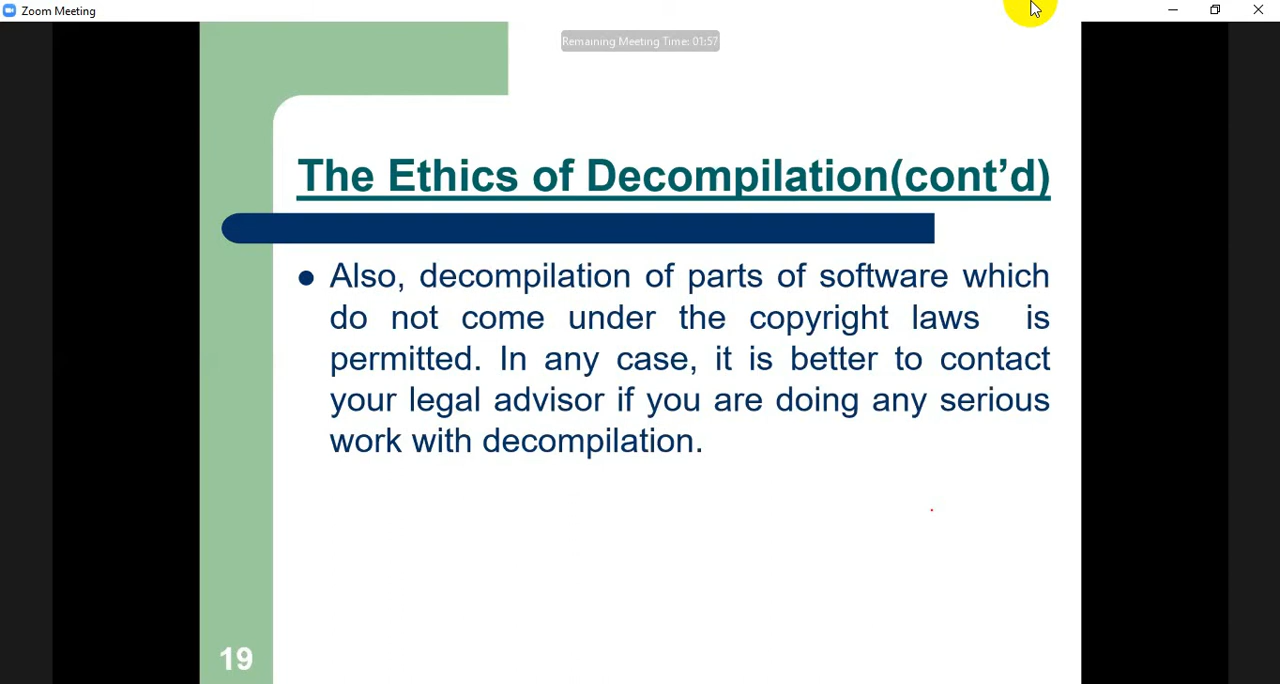 Zoom Meeting
Remaining Meeting Time: 01:57
The Ethics of Decompilation(cont’d)
Also, decompilation of parts of software which
do not come under the copyright laws is
permitted. In any case, it is better to contact
your legal advisor if you are doing any serious
work with decompilation.
19